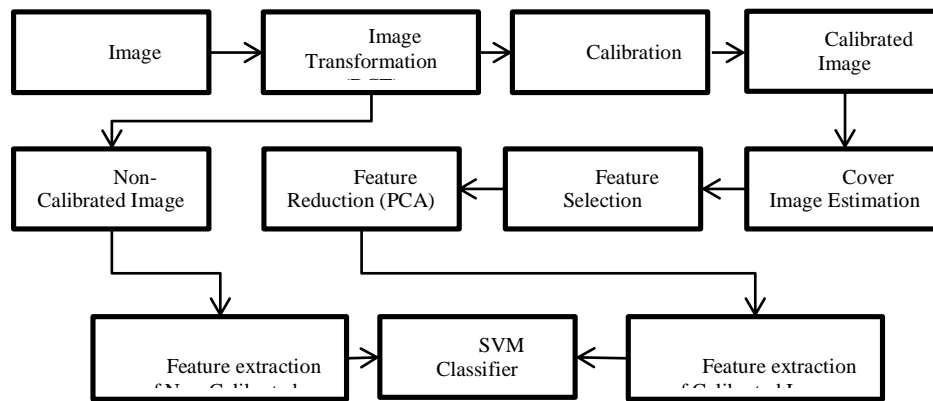 Image
Image
Transformation
Calibration
Calibrated
Image
Non-
Calibrated Image
Feature
Reduction (PCA)
Feature
Selection
Cover
Image Estimation
Feature extraction
SVM
Classifier
Feature extraction